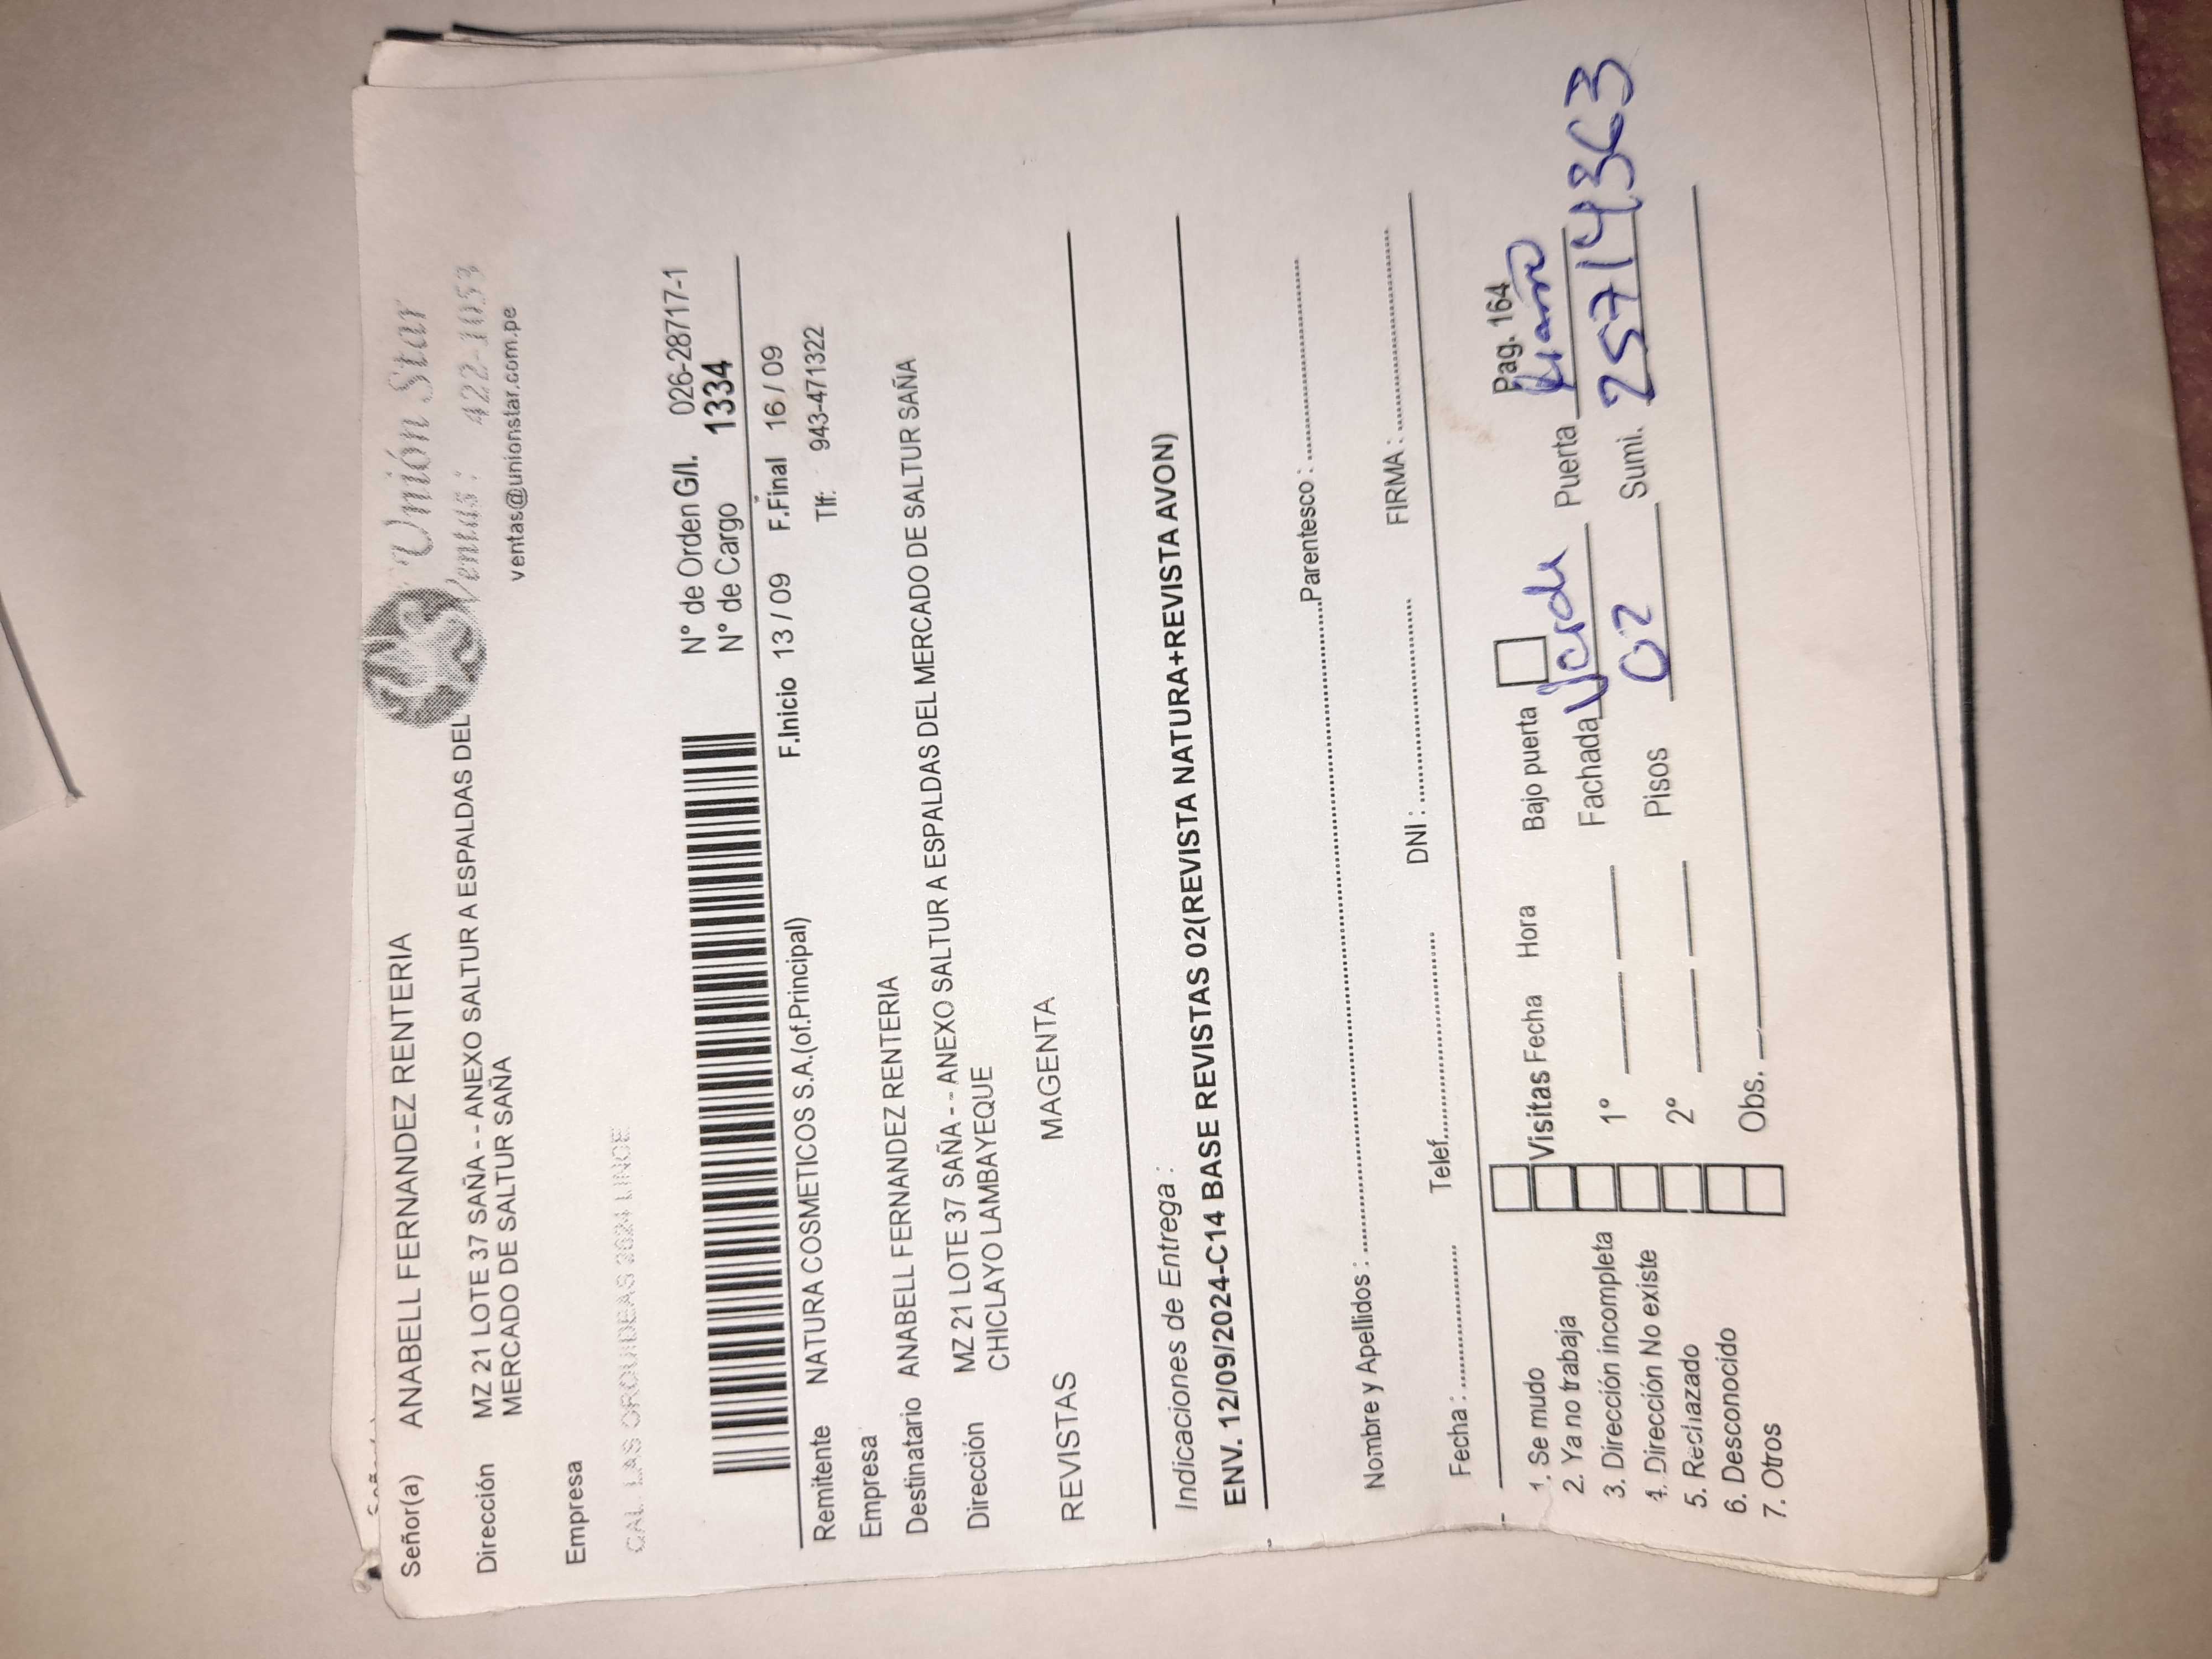 Señor(a) ANABELL FERNANDEZ RENTERIA
Unión Star
Ventas: 422-1053
ventas@unionstar.com.pe
Dirección MZ 21 LOTE 37 SAÑA - - ANEXO SALTUR A ESPALDAS DEL
MERCADO DE SALTUR SAÑA
Empresa
CAL. LAS ORQUIDEAS 2624 LINCE
N° de Orden G/I. 026-28717-1
N° de Cargo 1334
F.Inicio 13 / 09 F.Final 16 / 09
Remitente NATURA COSMETICOS S.A.(of.Principal) Tlf: 943-471322
Empresa
Destinatario ANABELL FERNANDEZ RENTERIA
Dirección MZ 21 LOTE 37 SAÑA - - ANEXO SALTUR A ESPALDAS DEL MERCADO DE SALTUR SAÑA
CHICLAYO LAMBAYEQUE
REVISTAS MAGENTA
Indicaciones de Entrega :
ENV. 12/09/2024-C14 BASE REVISTAS 02(REVISTA NATURA+REVISTA AVON)
Nombre y Apellidos : Parentesco :
Fecha : Telef. DNI : FIRMA :
Pag. 164
1. Se mudo Visitas Fecha Hora Bajo puerta
2. Ya no trabaja 1° Fachada Verde Puerta
3. Dirección incompleta
4. Dirección No existe 2° Pisos 02 Sumi. 25714363
5. Rechazado
6. Desconocido Obs.
7. Otros